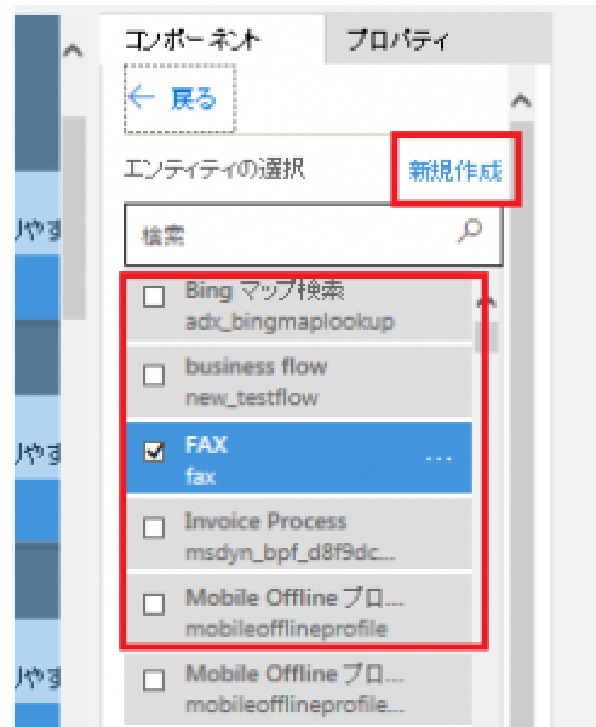 コンポーネント プロパティ
← 戻る
エンティティの選択 新規作成
検索
Bing マップ検索
adx_bingmaplookup
business flow
new_testflow
りやす
FAX ...
fax
りやす
Invoice Process
msdyn_bpf_d8f9dc...
Mobile Offline プロ...
mobileofflineprofile
Mobile Offline プロ...
りやす
mobileofflineprofile...